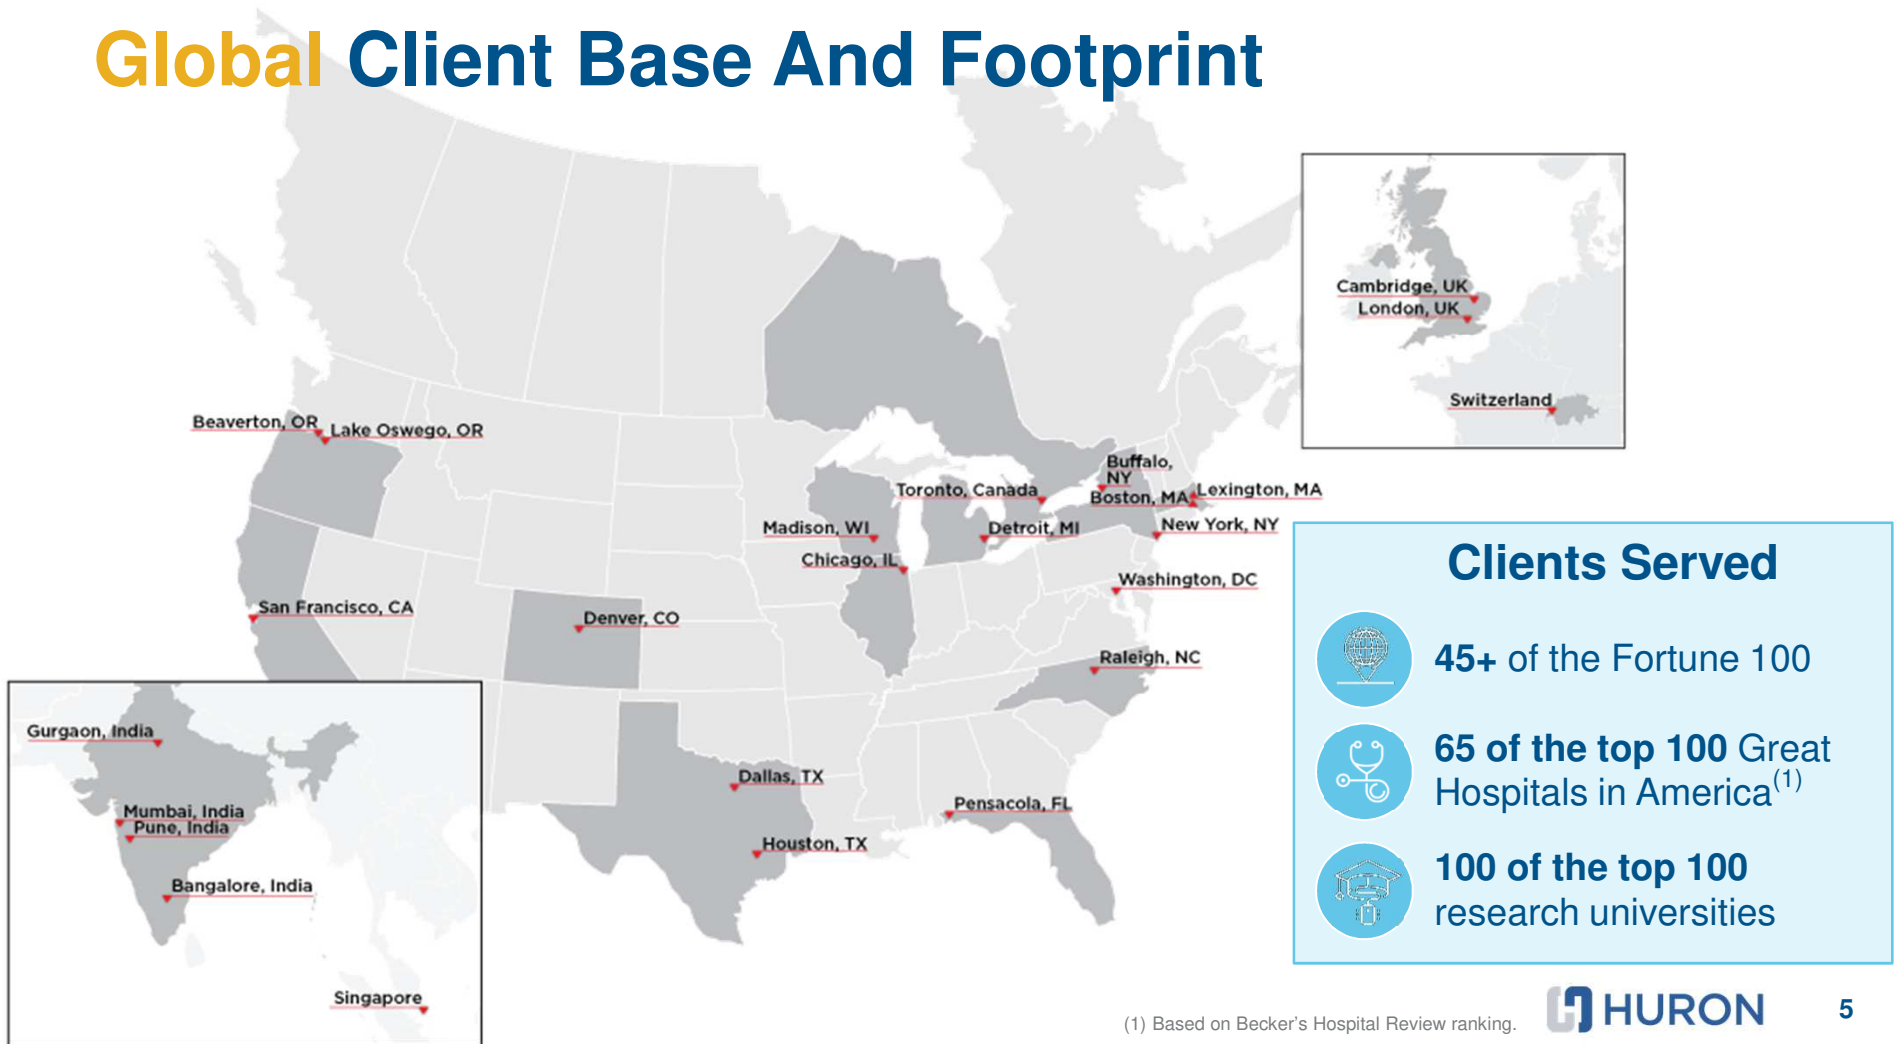 Global Client Base And Footprint
Cambridge, UK
London, UK
Switzerland
Beaverton, OR
Lake Oswego, OR
Buffalo,
NY
Toronto, Canada
Boston, MA
Lexington, MA
Madison, WI
Detroit, MI
New York, NY
Chicago, IL
Washington, DC
San Francisco, CA
Denver, CO
Raleigh, NC
Gurgaon, India
Mumbai, India
Pune, India
Bangalore, India
Singapore
Dallas, TX
Pensacola, FL
Houston, TX
Clients Served
45+ of the Fortune 100
65 of the top 100 Great
Hospitals in America(1)
100 of the top 100
research universities
(1) Based on Becker's Hospital Review ranking.
HURON
5